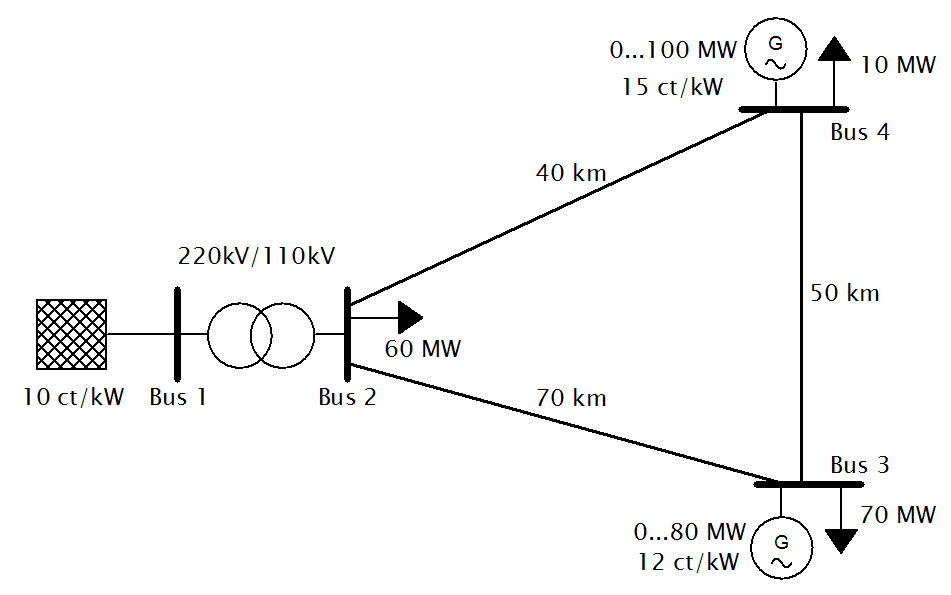 G
0...100 MW
15 ct/kW
10 MW
Bus 4
40 km
220kV/110kV
50 km
60 MW
10 ct/kW
Bus 1
Bus 2
70 km
Bus 3
70 MW
0...80 MW
12 ct/kW
G